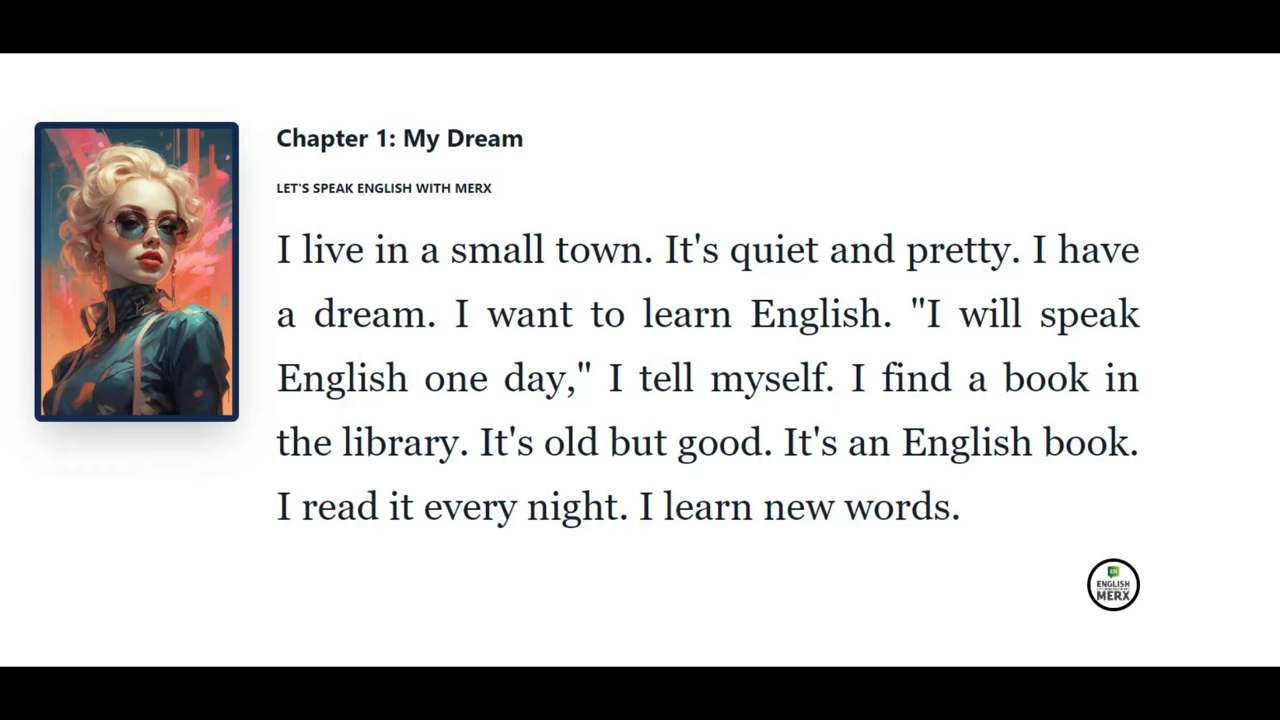 Chapter 1: My Dream
LET'S SPEAK ENGLISH WITH MERX
I live in a small town. It's quiet and pretty. I have
a dream. I want to learn English. "I will speak
English one day," I tell myself. I find a book in
the library. It's old but good. It's an English book.
I read it every night. I learn new words.
EN
ENGLISH
MERX